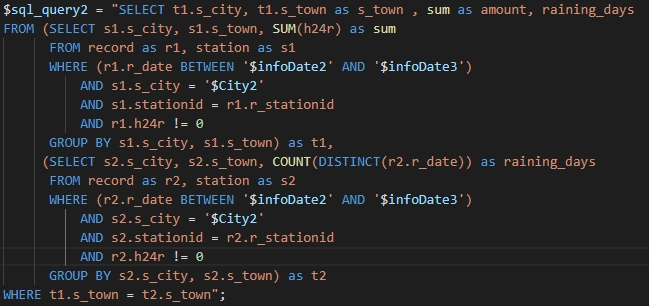 $sql_query2 = "SELECT t1.s_city, t1.s_town as s_town , sum as amount, raining_days
FROM (SELECT s1.s_city, s1.s_town, SUM(h24r) as sum
FROM record as r1, station as s1
WHERE (r1.r_date BETWEEN '$infoDate2' AND '$infoDate3')
AND s1.s_city = '$City2'
AND s1.stationid = r1.r_stationid
AND r1.h24r != 0
GROUP BY s1.s_city, s1.s_town) as t1,
(SELECT s2.s_city, s2.s_town, COUNT(DISTINCT(r2.r_date)) as raining_days
FROM record as r2, station as s2
WHERE (r2.r_date BETWEEN '$infoDate2' AND '$infoDate3')
AND s2.s_city = '$City2'
AND s2.stationid = r2.r_stationid
AND r2.h24r != 0
GROUP BY s2.s_city, s2.s_town) as t2
WHERE t1.s_town = t2.s_town";